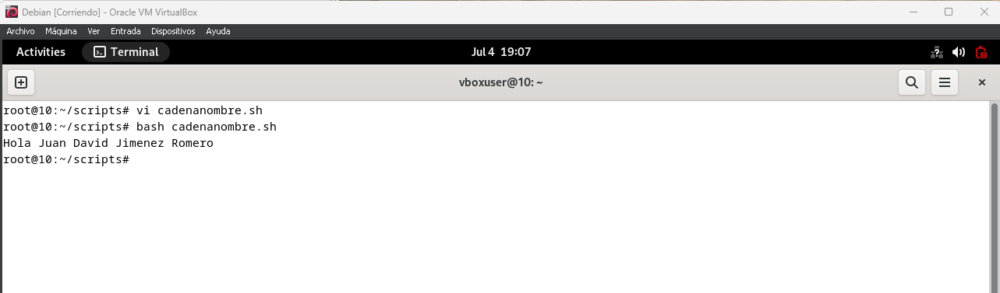 Debian [Corriendo] - Oracle VM VirtualBox
Archivo Máquina Ver Entrada Dispositivos Ayuda
Activities Terminal Jul 4 19:07
vboxuser@10: ~
root@10:~/scripts# vi cadenanombre.sh
root@10:~/scripts# bash cadenanombre.sh
Hola Juan David Jimenez Romero
root@10:~/scripts#